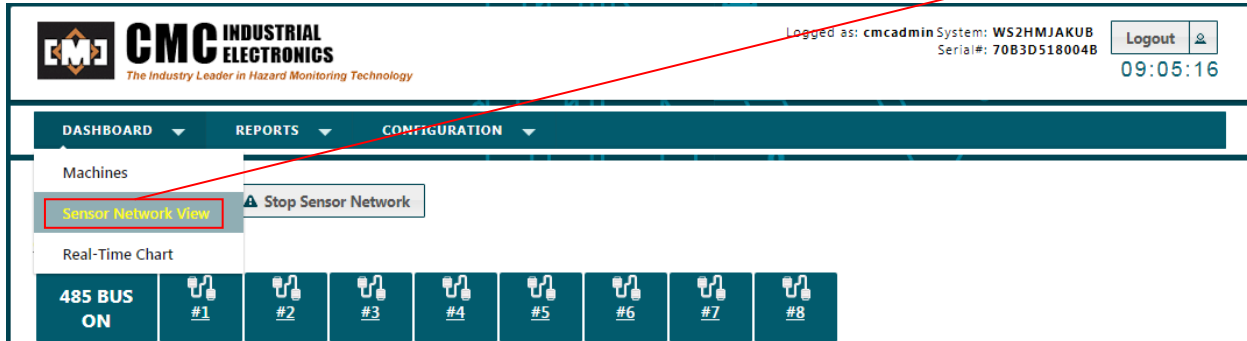 CMC INDUSTRIAL ELECTRONICS
The Industry Leader in Hazard Monitoring Technology
Logged as: cmcadmin System: WS2HMJAKUB
Serial#: 70B3D518004B
Logout
09:05:16
DASHBOARD REPORTS CONFIGURATION
Machines
Sensor Network View
Stop Sensor Network
Real-Time Chart
485 BUS ON
#1 #2 #3 #4 #5 #6 #7 #8